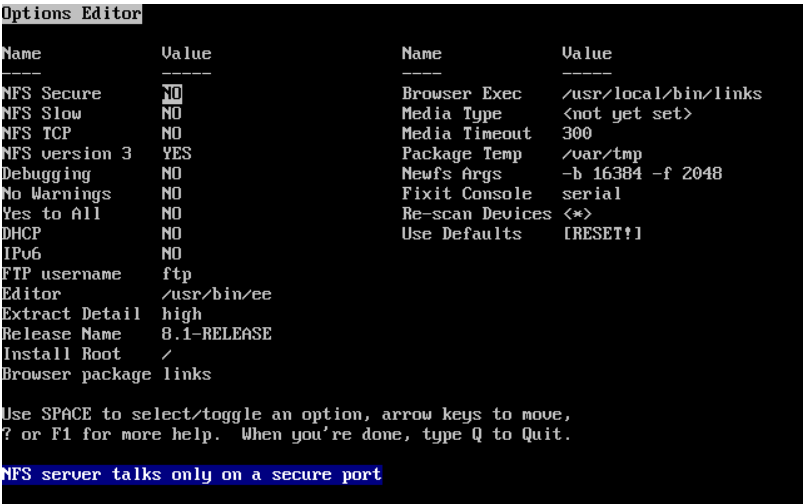 Options Editor
Name Value Name Value
---- ----- ---- -----
NFS Secure NO Browser Exec /usr/local/bin/links
NFS Slow NO Media Type <not yet set>
NFS TCP NO Media Timeout 300
NFS version 3 YES Package Temp /var/tmp
Debugging NO Newfs Args -b 16384 -f 2048
No Warnings NO Fixit Console serial
Yes to All NO Re-scan Devices <*>
DHCP NO Use Defaults [RESET!]
IPv6 NO
FTP username ftp
Editor /usr/bin/ee
Extract Detail high
Release Name 8.1-RELEASE
Install Root /
Browser package links
Use SPACE to select/toggle an option, arrow keys to move,
? or F1 for more help. When you're done, type Q to Quit.
NFS server talks only on a secure port